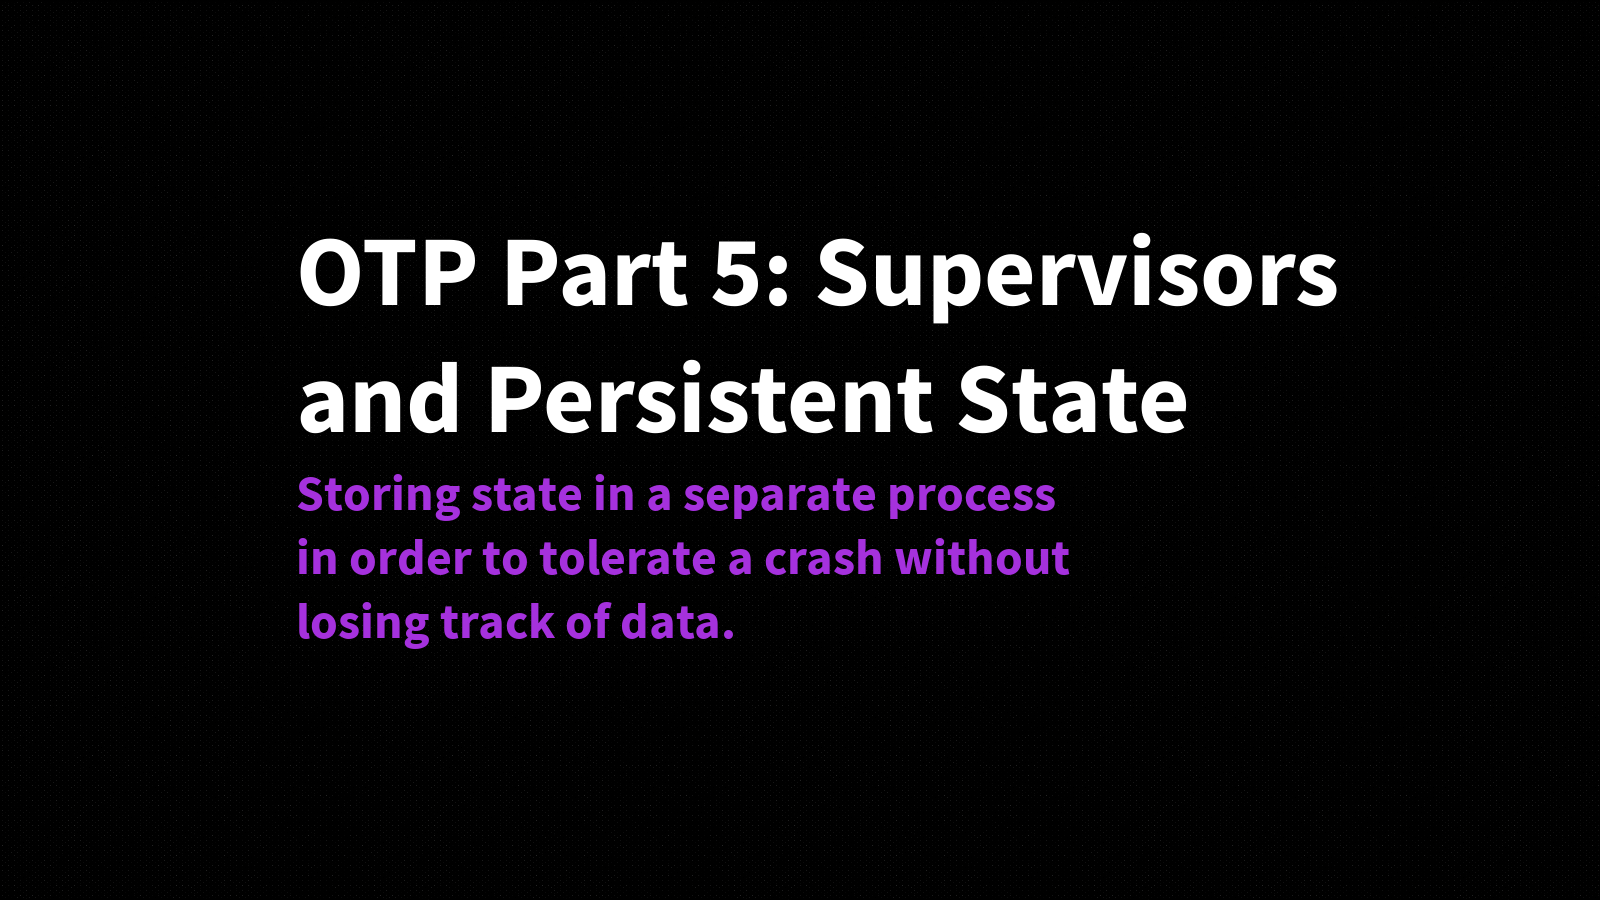 OTP Part 5: Supervisors
and Persistent State
Storing state in a separate process
in order to tolerate a crash without
losing track of data.